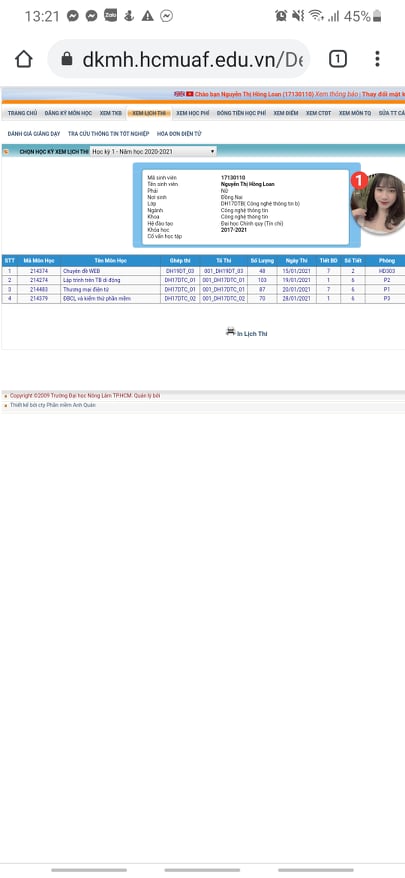 13:21 Zalo 45%
dkmh.hcmuaf.edu.vn/De 1
Chào bạn Nguyễn Thị Hồng Loan (17130110) Xem thông báo | Thay đổi mật k
TRANG CHỦ ĐĂNG KÝ MÔN HỌC XEM TKB XEM LỊCH THI XEM HỌC PHÍ ĐÓNG TIỀN HỌC PHÍ XEM ĐIỂM XEM CTĐT XEM MÔN TQ SỬA TT CÁ
ĐÁNH GIÁ GIẢNG DẠY TRA CỨU THÔNG TIN TỐT NGHIỆP HÓA ĐƠN ĐIỆN TỬ
CHỌN HỌC KỲ XEM LỊCH THI Học kỳ 1 - Năm học 2020-2021
1
Mã sinh viên 17130110
Tên sinh viên Nguyễn Thị Hồng Loan
Phái Nữ
Nơi sinh Đồng Nai
Lớp DH17DTB( Công nghệ thông tin b)
Ngành Công nghệ thông tin
Khoa Công nghệ thông tin
Hệ đào tạo Đại học Chính quy (Tín chỉ)
Khóa học 2017-2021
Cố vấn học tập
STT Mã Môn Học Tên Môn Học Ghép thi Tổ Thi Số Lượng Ngày Thi Tiết BĐ Số Tiết Phòng
1 214374 Chuyên đề WEB DH19DT_03 001_DH19DT_03 48 15/01/2021 7 2 HD303
2 214274 Lập trình trên TB di động DH17DTC_01 001_DH17DTC_01 103 19/01/2021 1 6 P2
3 214483 Thương mại điện tử DH17DTC_01 001_DH17DTC_01 87 20/01/2021 7 6 P1
4 214379 ĐBCL và kiểm thử phần mềm DH17DTC_02 001_DH17DTC_02 70 28/01/2021 1 6 P3
In Lịch Thi
Copyright ©2009 Trường Đại học Nông Lâm TP.HCM. Quản lý bởi
Thiết kế bởi cty Phần mềm Anh Quân